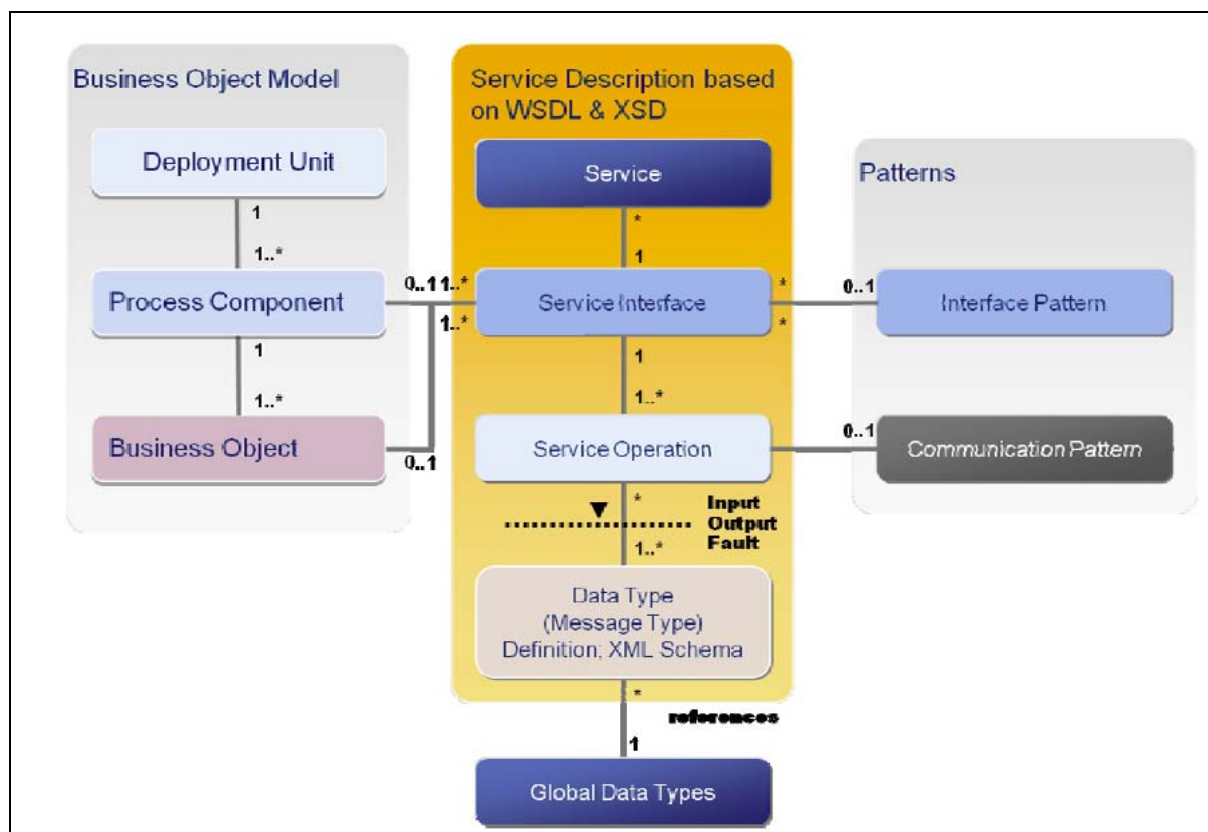 Business Object Model
Deployment Unit
1
1..*
Process Component
1
1..*
Business Object
0..1
1..*
1..*
0..1
Service Description based
on WSDL & XSD
Service
*
1
Service Interface
1
1..*
Service Operation
*
Input
Output
Fault
1..*
Data Type
(Message Type)
Definition; XML Schema
*
references
1
Global Data Types
Patterns
*
*
0..1
Interface Pattern
0..1
Communication Pattern